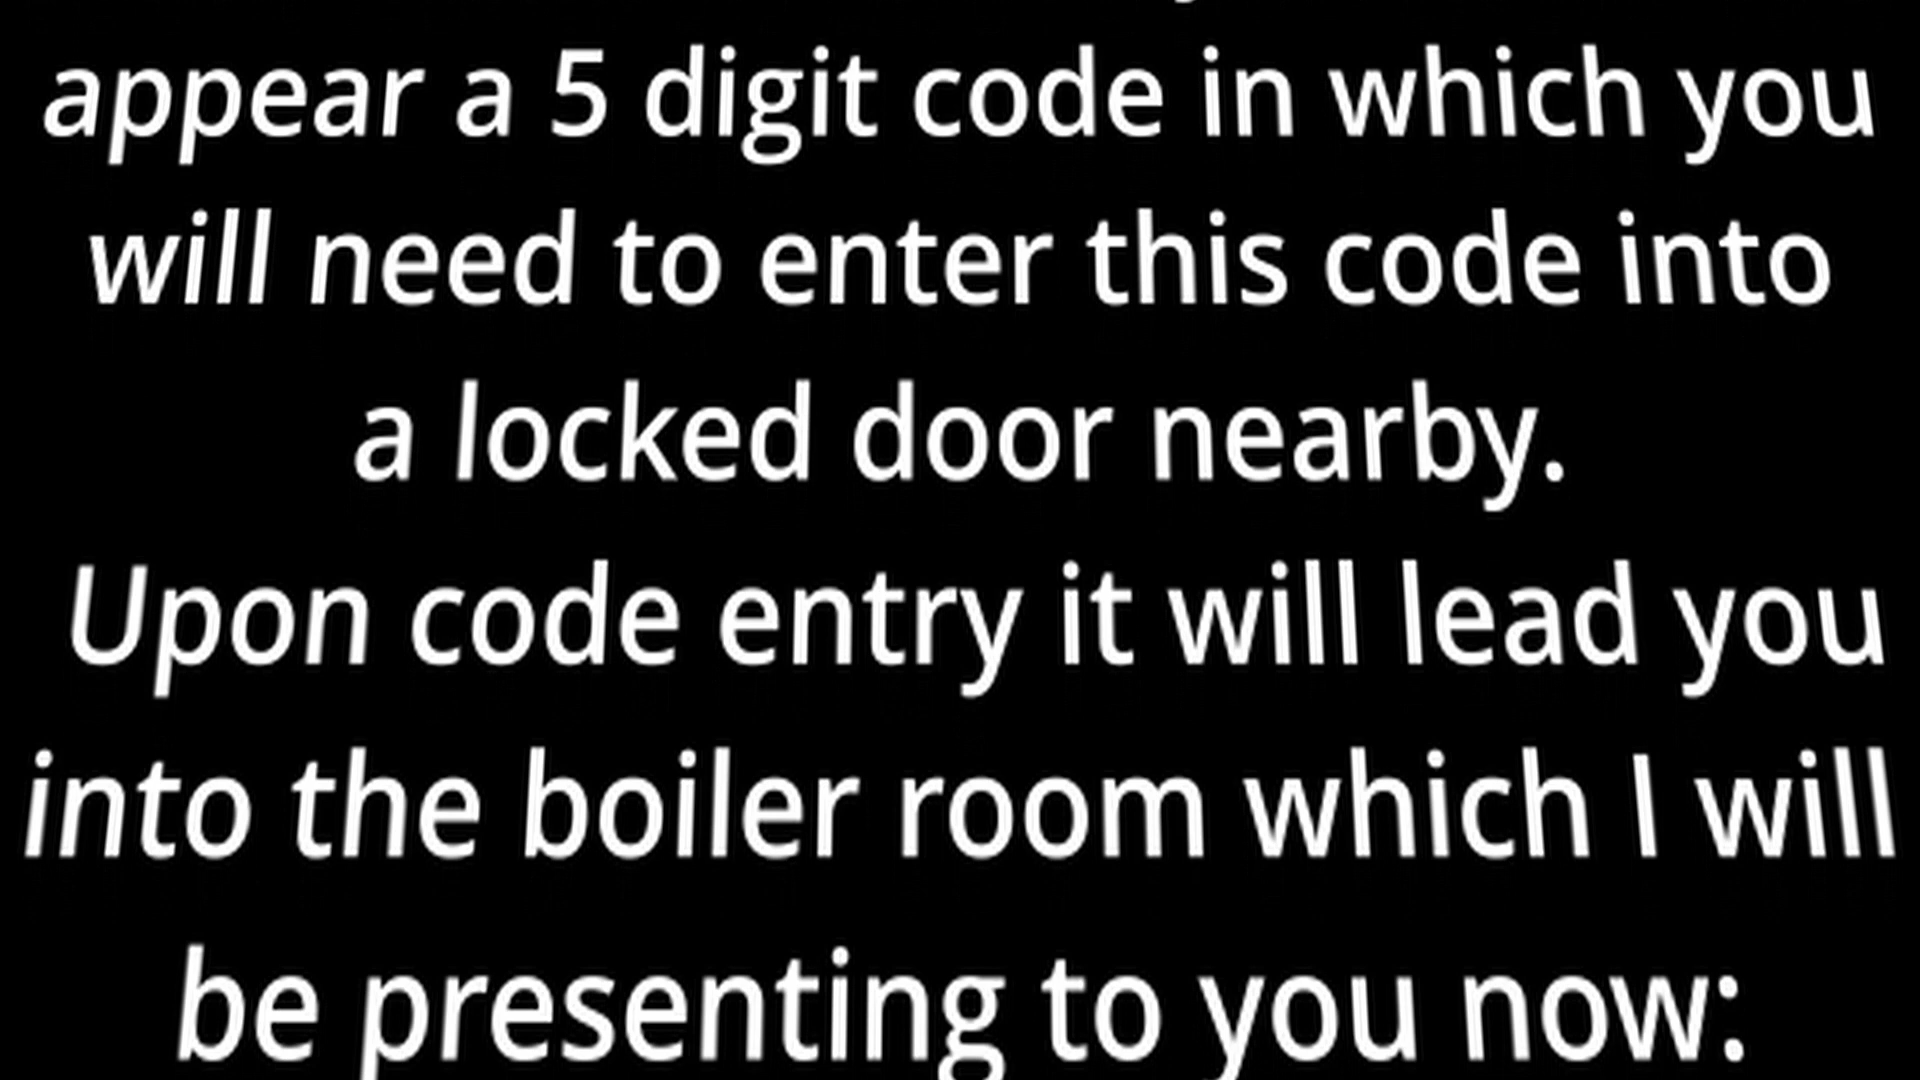 appear a 5 digit code in which you
will need to enter this code into
a locked door nearby.
Upon code entry it will lead you
into the boiler room which I will
be presenting to you now: